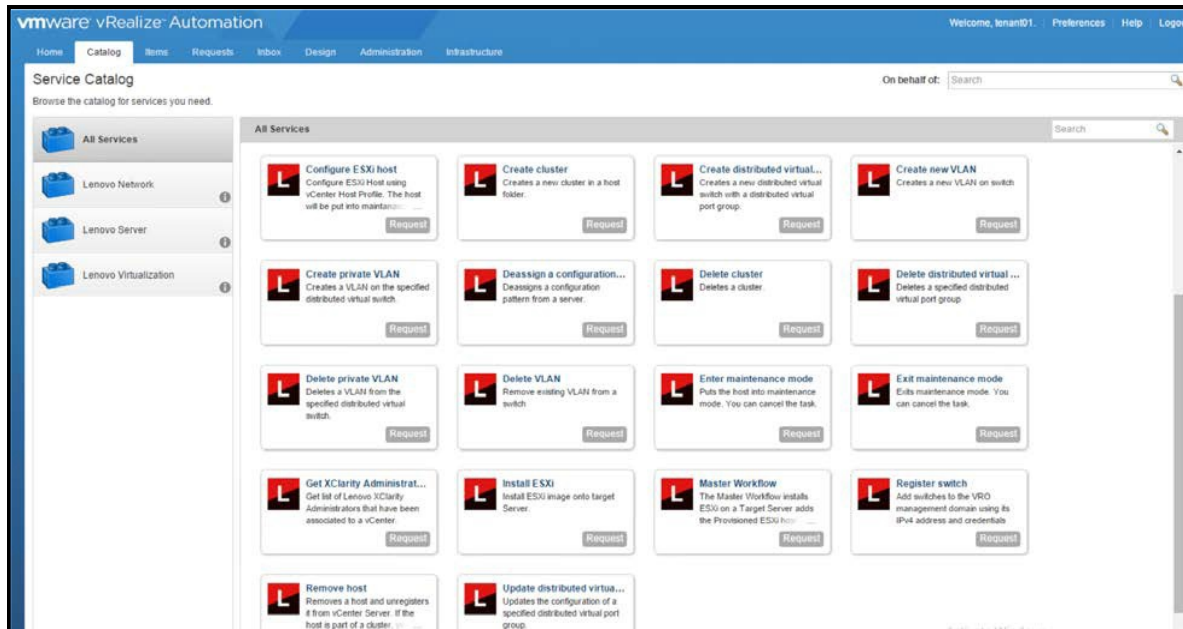 vmware vRealize Automation
Welcome, tenant01. Preferences Help Logou
Home Catalog Items Requests Inbox Design Administration Infrastructure
Service Catalog
On behalf of: Search
Browse the catalog for services you need.
All Services
Lenovo Network
Lenovo Server
Lenovo Virtualization
All Services
Search
Configure ESXi host
Configure ESXi Host using
vCenter Host Profile. The host
will be put into maintanan ...
Request
Create cluster
Creates a new cluster in a host
folder.
Request
Create distributed virtual...
Creates a new distributed virtual
switch with a distributed virtual
port group.
Request
Create new VLAN
Creates a new VLAN on switch
Request
Create private VLAN
Creates a VLAN on the specified
distributed virtual switch.
Request
Deassign a configuration...
Deassigns a configuration
pattern from a server.
Request
Delete cluster
Deletes a cluster.
Request
Delete distributed virtual ...
Deletes a specified distributed
virtual port group
Request
Delete private VLAN
Deletes a VLAN from the
specified distributed virtual
switch.
Request
Delete VLAN
Remove existing VLAN from a
switch
Request
Enter maintenance mode
Puts the host into maintenance
mode. You can cancel the task.
Request
Exit maintenance mode
Exits maintenance mode. You
can cancel the task.
Request
Get XClarity Administrat...
Get list of Lenovo XClarity
Administrators that have been
associated to a vCenter
Request
Install ESXi
Install ESXi image onto target
Server.
Request
Master Workflow
The Master Workflow installs
ESXi on a Target Server adds
the Provisioned ESXi ...
Request
Register switch
Add switches to the VRO
management domain using its
IPv4 address and credentials
Request
Remove host
Removes a host and unregisters
it from vCenter Server. If the
host is part of a cluster, ...
Update distributed virtua...
Updates the configuration of a
specified distributed virtual port
group.